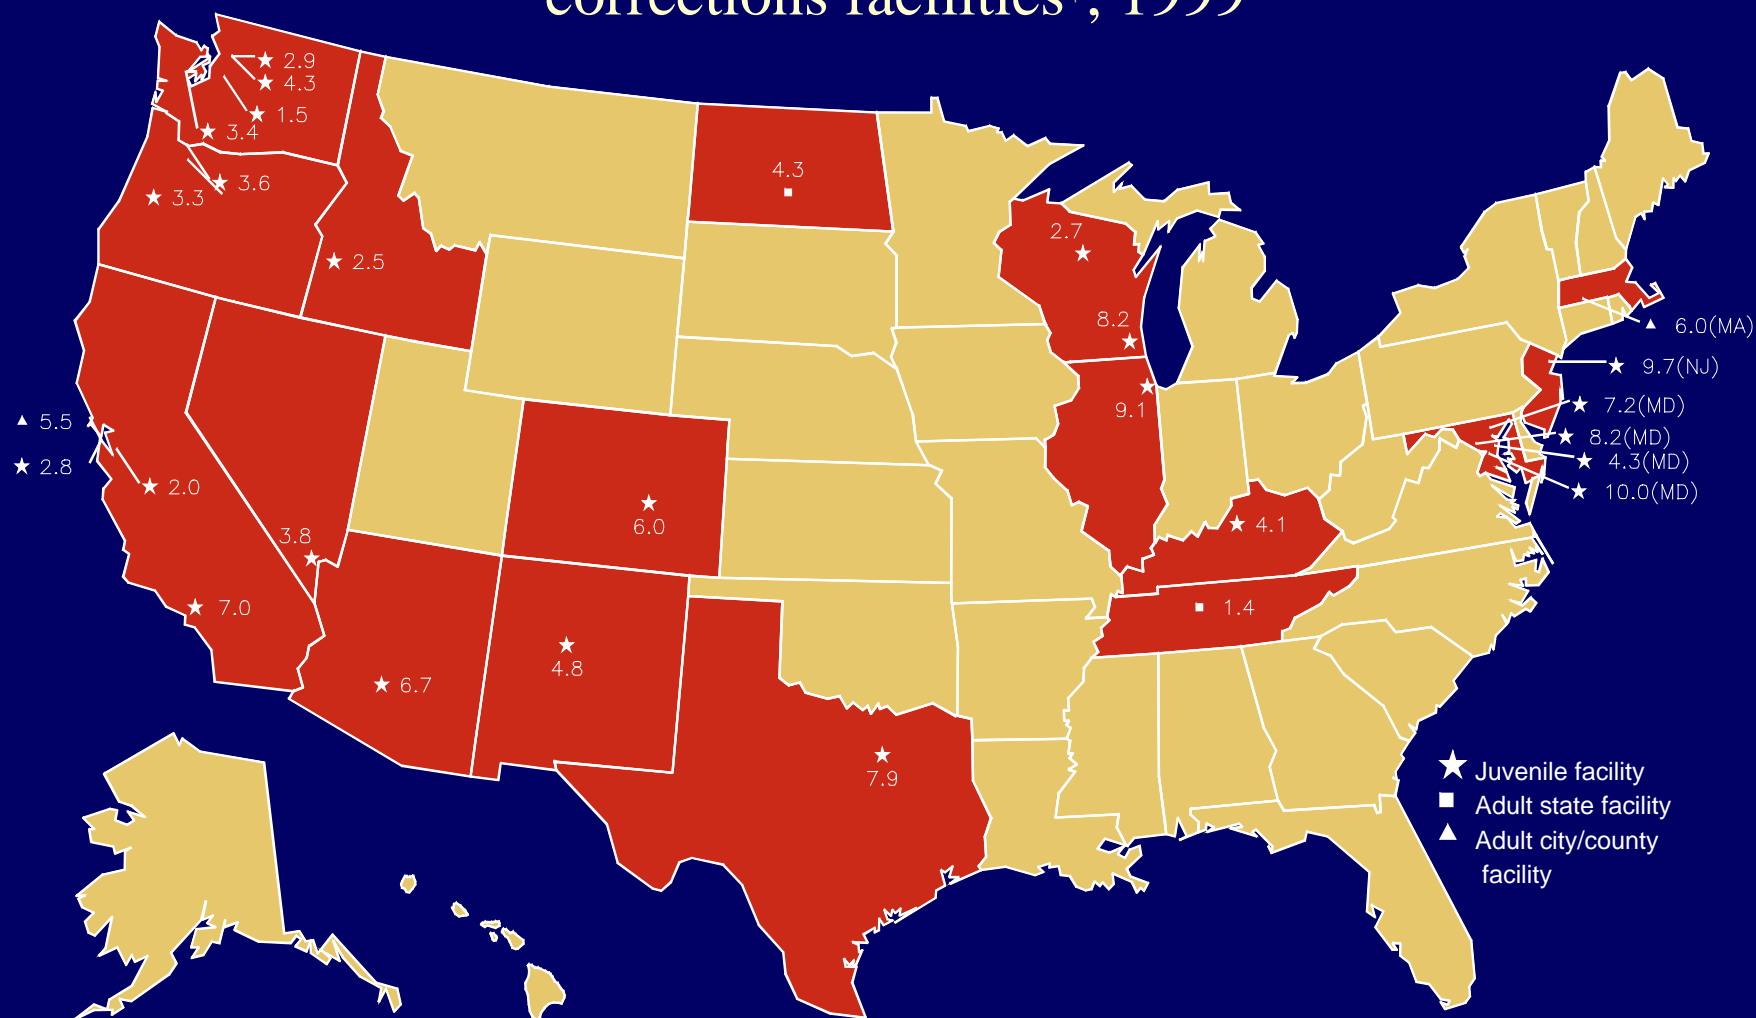 corrections facilities*, 1999
2.9
4.3
1.5
3.4
3.6
3.3
2.5
4.3
2.7
8.2
9.1
6.0(MA)
9.7(NJ)
7.2(MD)
8.2(MD)
4.3(MD)
10.0(MD)
5.5
2.8
2.0
3.8
6.0
4.1
7.0
1.4
4.8
6.7
7.9
Juvenile facility
Adult state facility
Adult city/county
facility